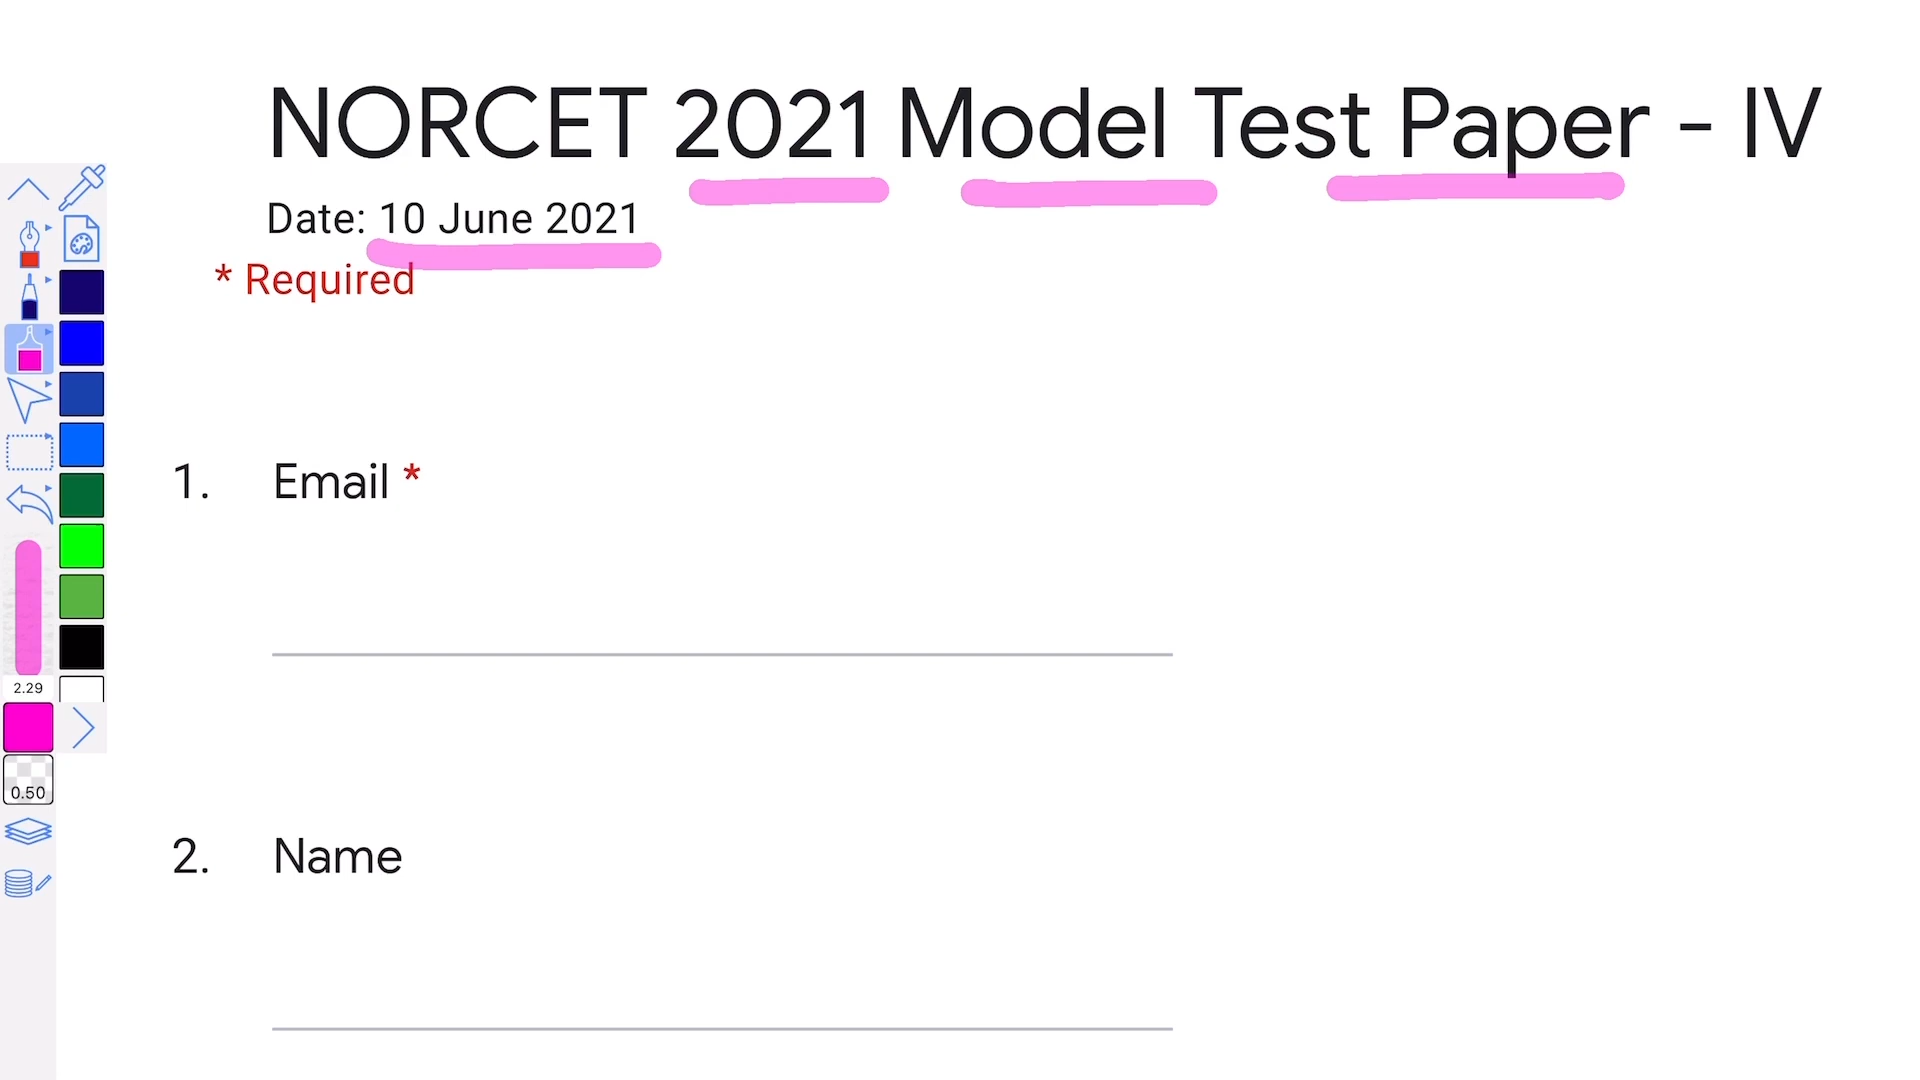 NORCET 2021 Model Test Paper - IV
Date: 10 June 2021
* Required
1. Email *
2. Name
2.29
0.50